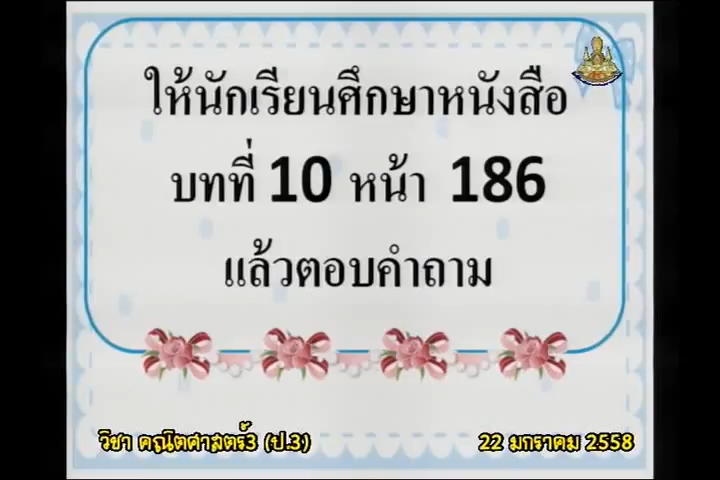 ให้นักเรียนศึกษาหนังสือ
บทที่ 10 หน้า 186
แล้วตอบคำถาม
วิชา คณิตศาสตร์3 (ป.3)
22 มกราคม 2558